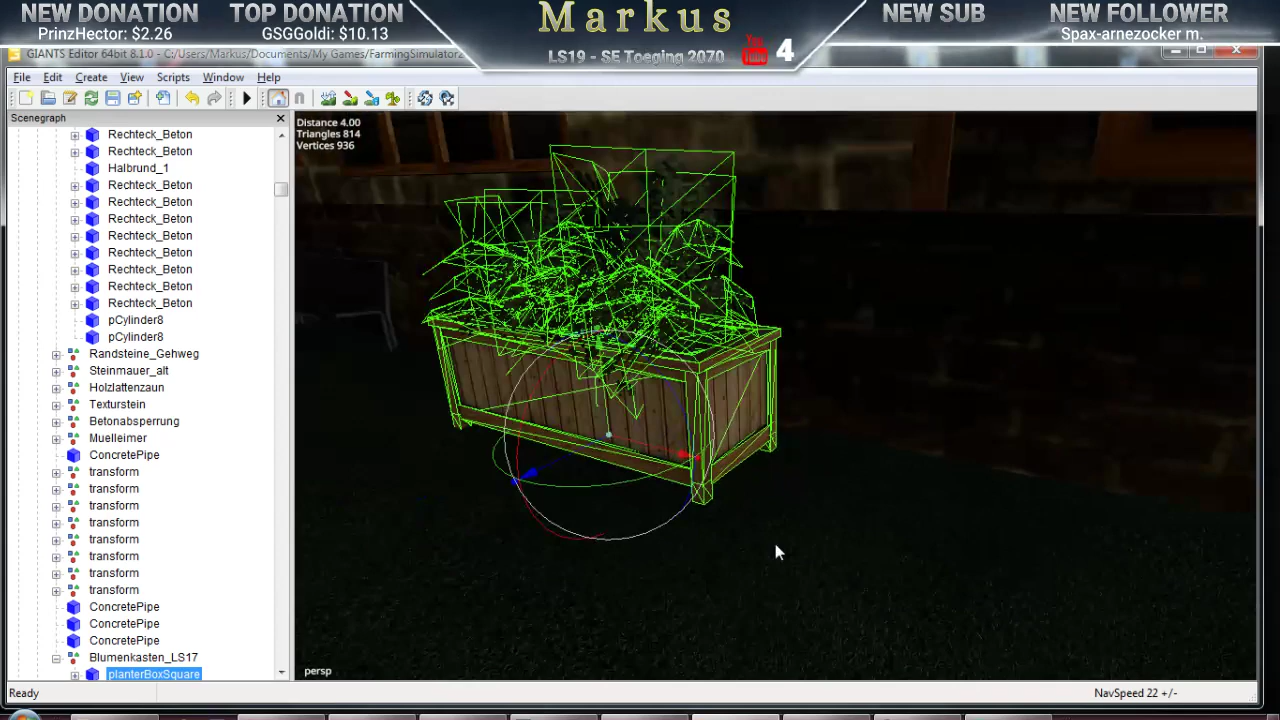 NEW DONATION
PrinzHector: $2.26
TOP DONATION
GSGGoldi: $10.13
Markus
LS19 - SE Toeging 2070
You Tube 4
NEW SUB
NEW FOLLOWER
Spax-arnezocker m.
GIANTS Editor 64bit 8.1.0 - C:/Users/Markus/Documents/My Games/FarmingSimulator2
File Edit Create View Scripts Window Help
Scenegraph
Distance 4.00
Triangles 814
Vertices 936
Rechteck_Beton
Rechteck_Beton
Halbrund_1
Rechteck_Beton
Rechteck_Beton
Rechteck_Beton
Rechteck_Beton
Rechteck_Beton
Rechteck_Beton
Rechteck_Beton
Rechteck_Beton
pCylinder8
pCylinder8
Randsteine_Gehweg
Steinmauer_alt
Holzlattenzaun
Texturstein
Betonabsperrung
Muelleimer
ConcretePipe
transform
transform
transform
transform
transform
transform
transform
transform
ConcretePipe
ConcretePipe
ConcretePipe
Blumenkasten_LS17
planterBoxSquare
persp
Ready
NavSpeed 22 +/-